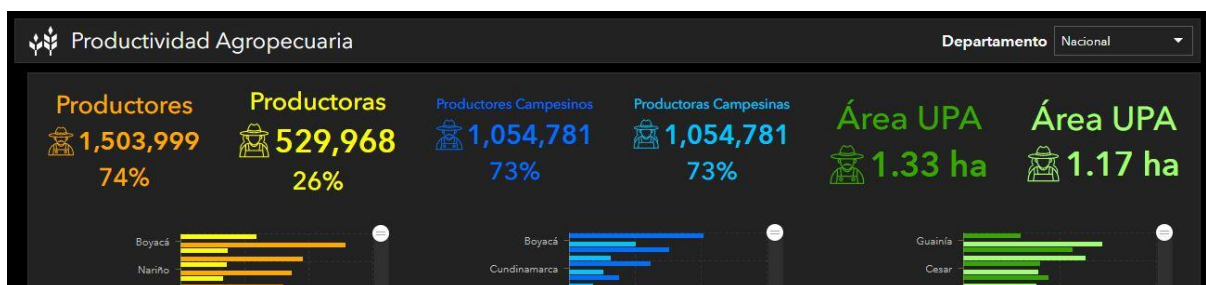 Productividad Agropecuaria
Departamento Nacional
Productores
1,503,999
74%
Productoras
529,968
26%
Productores Campesinos
1,054,781
73%
Productoras Campesinas
1,054,781
73%
Área UPA
1.33 ha
Área UPA
1.17 ha
Boyacá
Nariño
Boyacá
Cundinamarca
Guainía
Cesar